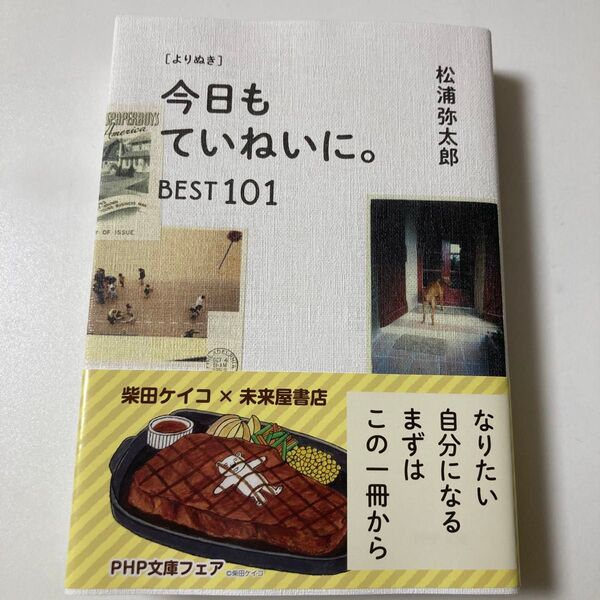 [よりぬき]
今日も
ていねいに。
BEST101
松浦弥太郎
America
Y OF ISSUE
柴田ケイコ×未来屋書店
なりたい
自分になる
まずは
この一冊から
PHP文庫フェア
©柴田ケイコ